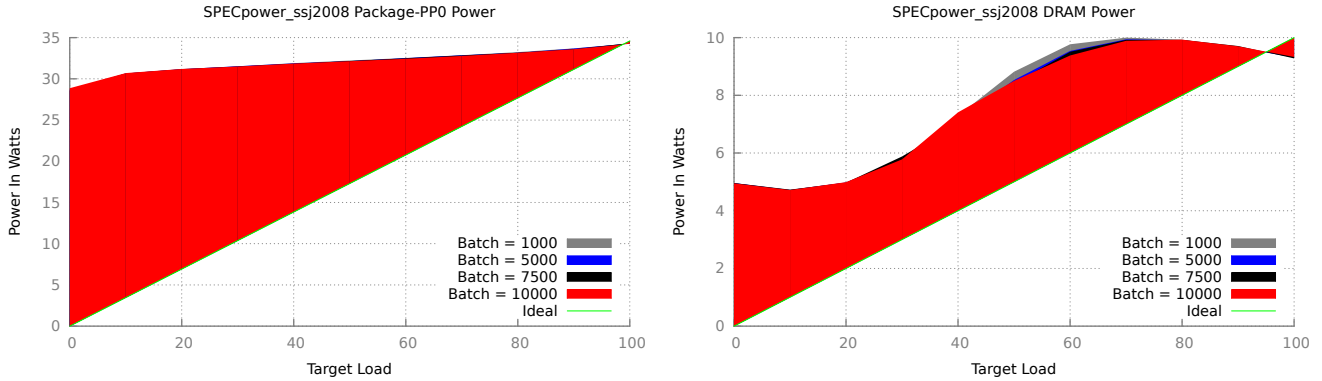 SPECpower_ssj2008 Package-PP0 Power
35
30
25
20
15
10
5
0
Power In Watts
Batch = 1000
Batch = 5000
Batch = 7500
Batch = 10000
Ideal
0 20 40 60 80 100
Target Load
SPECpower_ssj2008 DRAM Power
10
8
6
4
2
0
Power In Watts
Batch = 1000
Batch = 5000
Batch = 7500
Batch = 10000
Ideal
0 20 40 60 80 100
Target Load